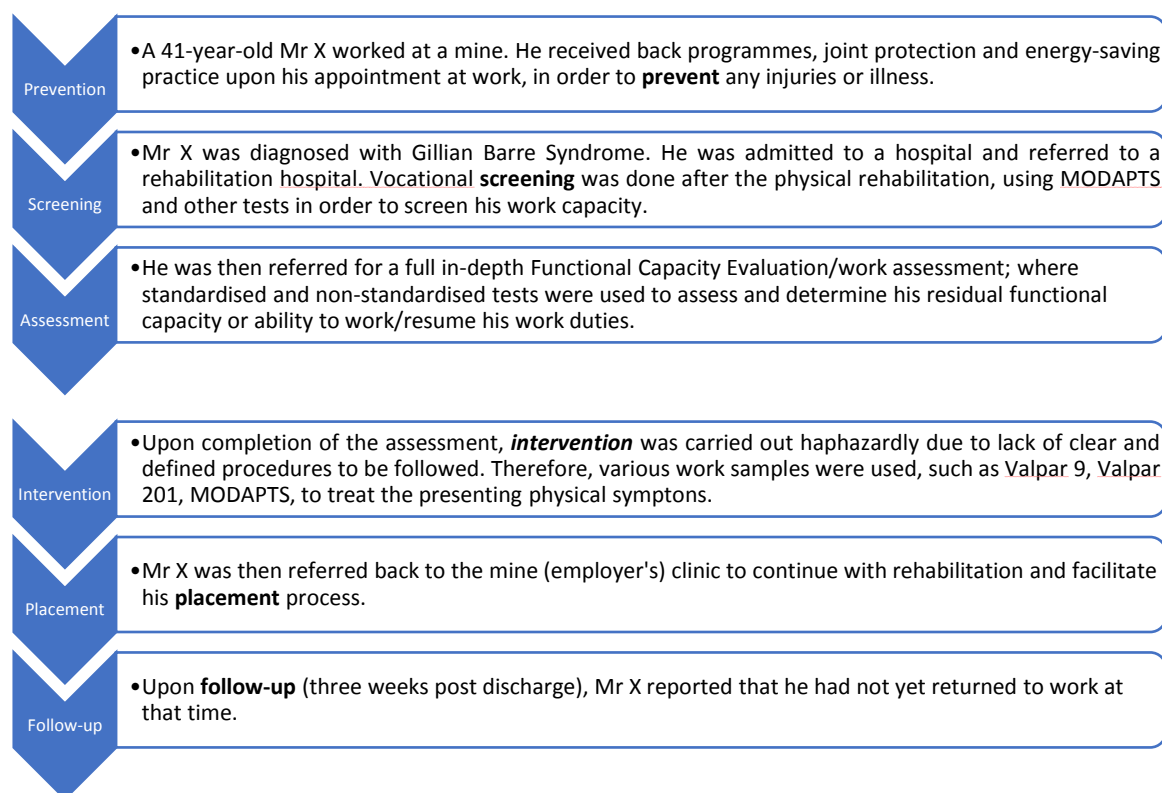 Prevention
•A 41-year-old Mr X worked at a mine. He received back programmes, joint protection and energy-saving
practice upon his appointment at work, in order to prevent any injuries or illness.
Screening
•Mr X was diagnosed with Gillian Barre Syndrome. He was admitted to a hospital and referred to a
rehabilitation hospital. Vocational screening was done after the physical rehabilitation, using MODAPTS
and other tests in order to screen his work capacity.
Assessment
•He was then referred for a full in-depth Functional Capacity Evaluation/work assessment; where
standardised and non-standardised tests were used to assess and determine his residual functional
capacity or ability to work/resume his work duties.
Intervention
•Upon completion of the assessment, intervention was carried out haphazardly due to lack of clear and
defined procedures to be followed. Therefore, various work samples were used, such as Valpar 9, Valpar
201, MODAPTS, to treat the presenting physical symptons.
Placement
•Mr X was then referred back to the mine (employer's) clinic to continue with rehabilitation and facilitate
his placement process.
Follow-up
•Upon follow-up (three weeks post discharge), Mr X reported that he had not yet returned to work at
that time.